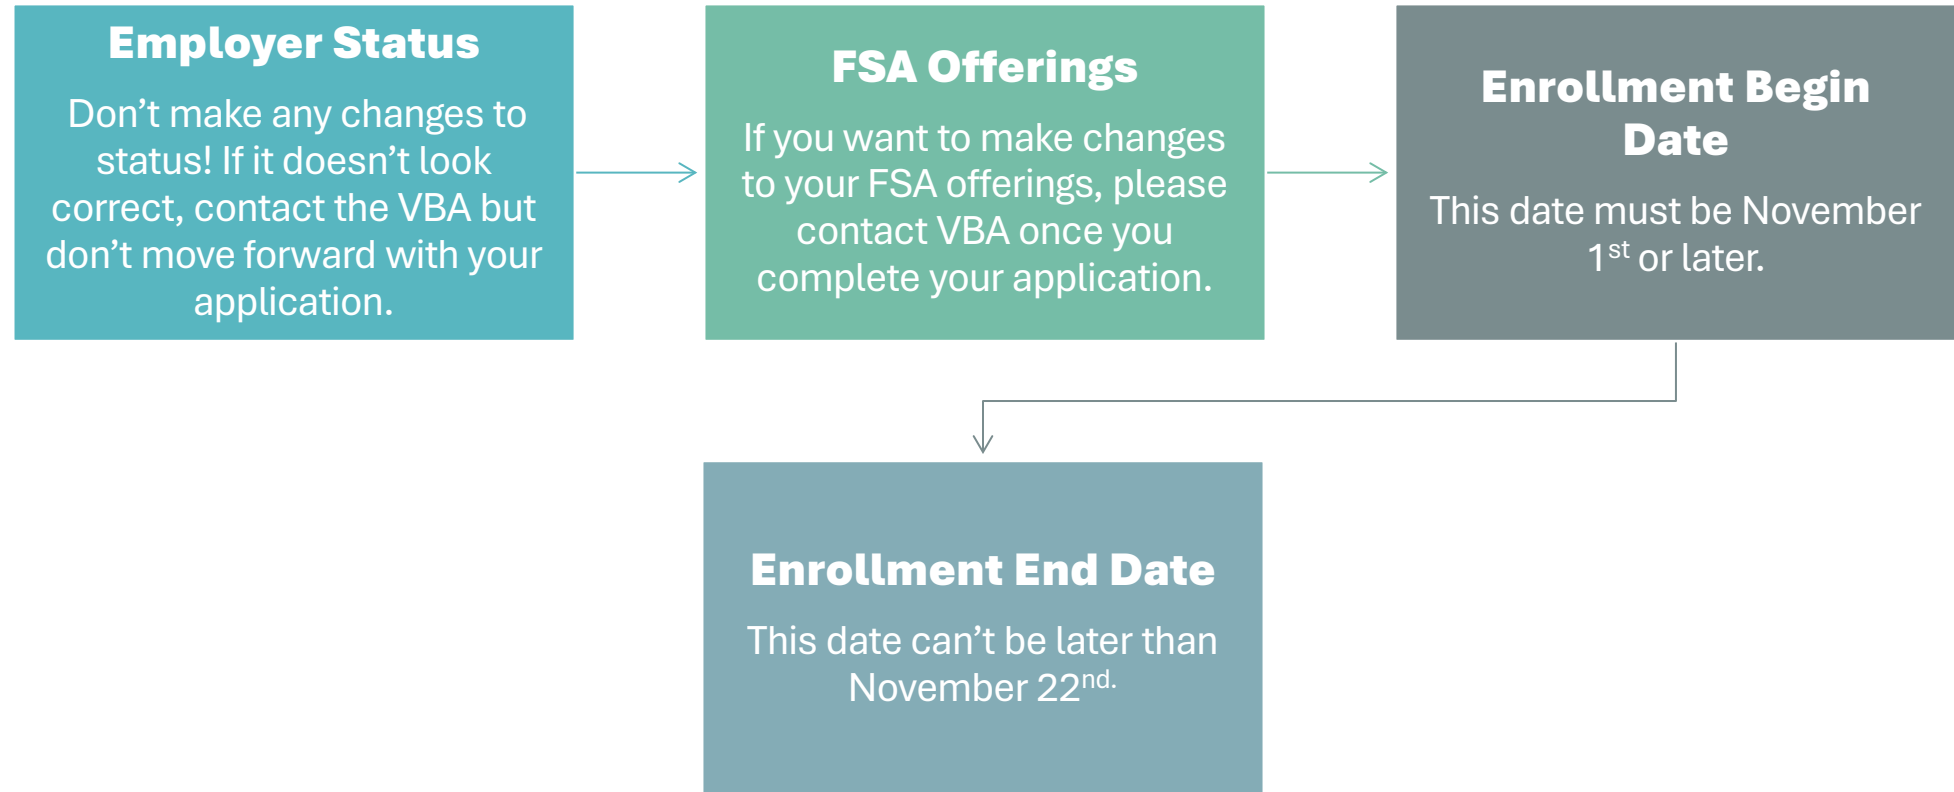 Employer Status
Don’t make any changes to
status! If it doesn’t look
correct, contact the VBA but
don’t move forward with your
application.
FSA Offerings
If you want to make changes
to your FSA offerings, please
contact VBA once you
complete your application.
Enrollment Begin
Date
This date must be November
1st or later.
Enrollment End Date
This date can’t be later than
November 22nd.